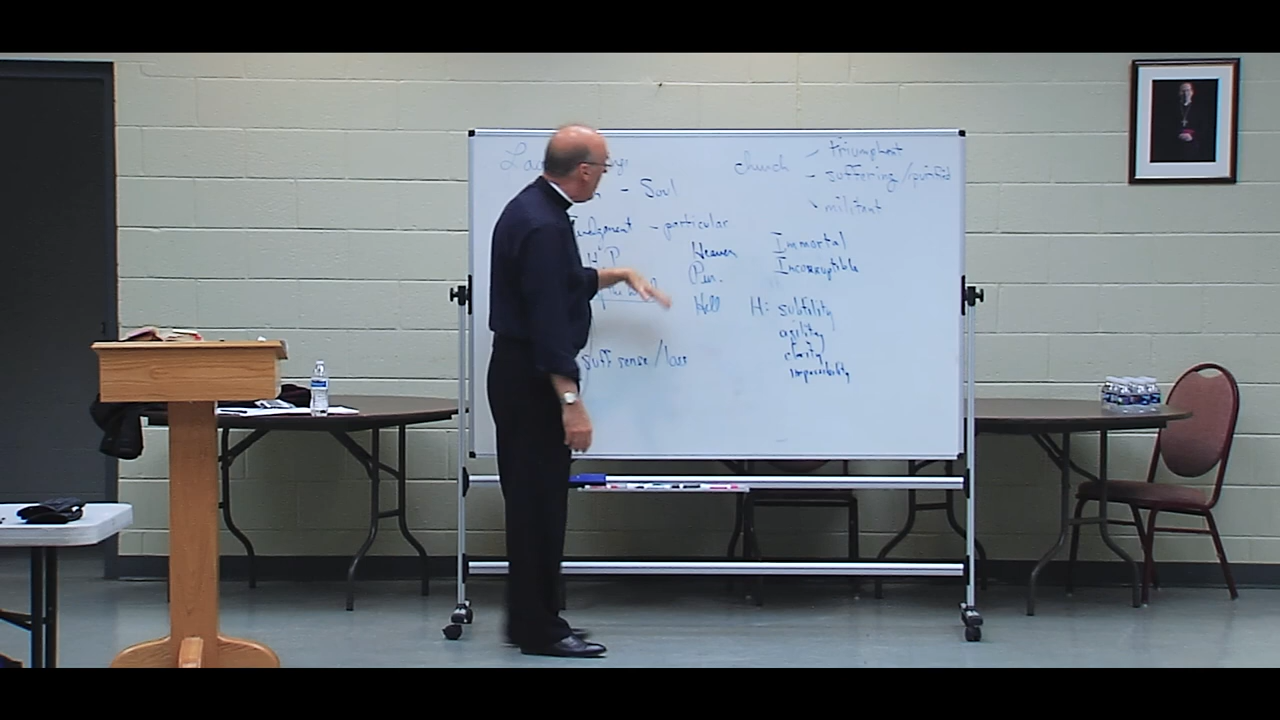 - Soul
Judgement - particular
H P
Suff sense / loss
Heaven
Pur.
Hell
church - triumphant
- suffering / purified
- militant
Immortal
Incorruptible
H: subtility
agility
clarity
impassibility